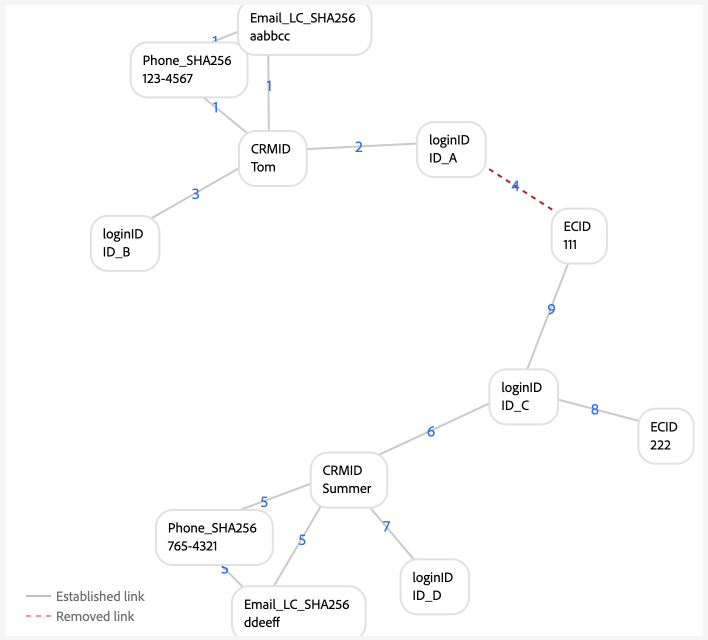 Email_LC_SHA256
aabbcc
1
Phone_SHA256
123-4567
1
1
CRMID
Tom
2
loginID
ID_A
3
4
loginID
ID_B
ECID
111
9
loginID
ID_C
8
ECID
222
6
CRMID
Summer
5
Phone_SHA256
765-4321
5
7
5
loginID
ID_D
Email_LC_SHA256
ddeeff
Established link
Removed link